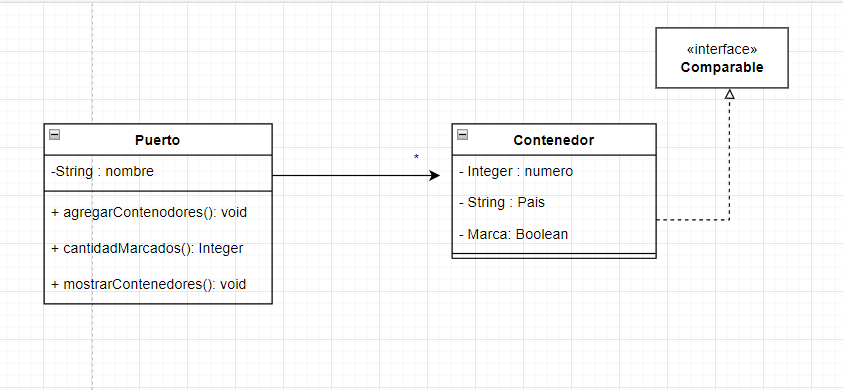 «interface»
Comparable
Puerto
-String : nombre
+ agregarContenodores(): void
+ cantidadMarcados(): Integer
+ mostrarContenedores(): void
*
Contenedor
- Integer : numero
- String : Pais
- Marca: Boolean